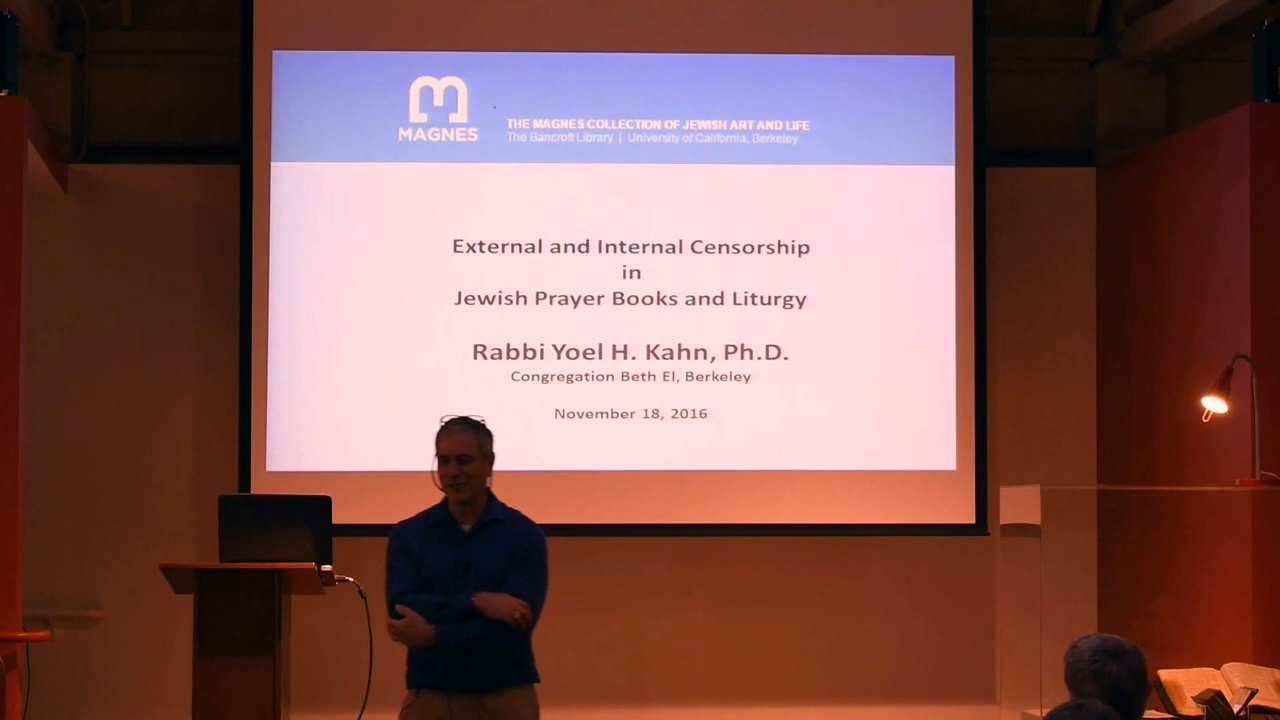 MAGNES
THE MAGNES COLLECTION OF JEWISH ART AND LIFE
The Bancroft Library | University of California, Berkeley
External and Internal Censorship
in
Jewish Prayer Books and Liturgy
Rabbi Yoel H. Kahn, Ph.D.
Congregation Beth El, Berkeley
November 18, 2016